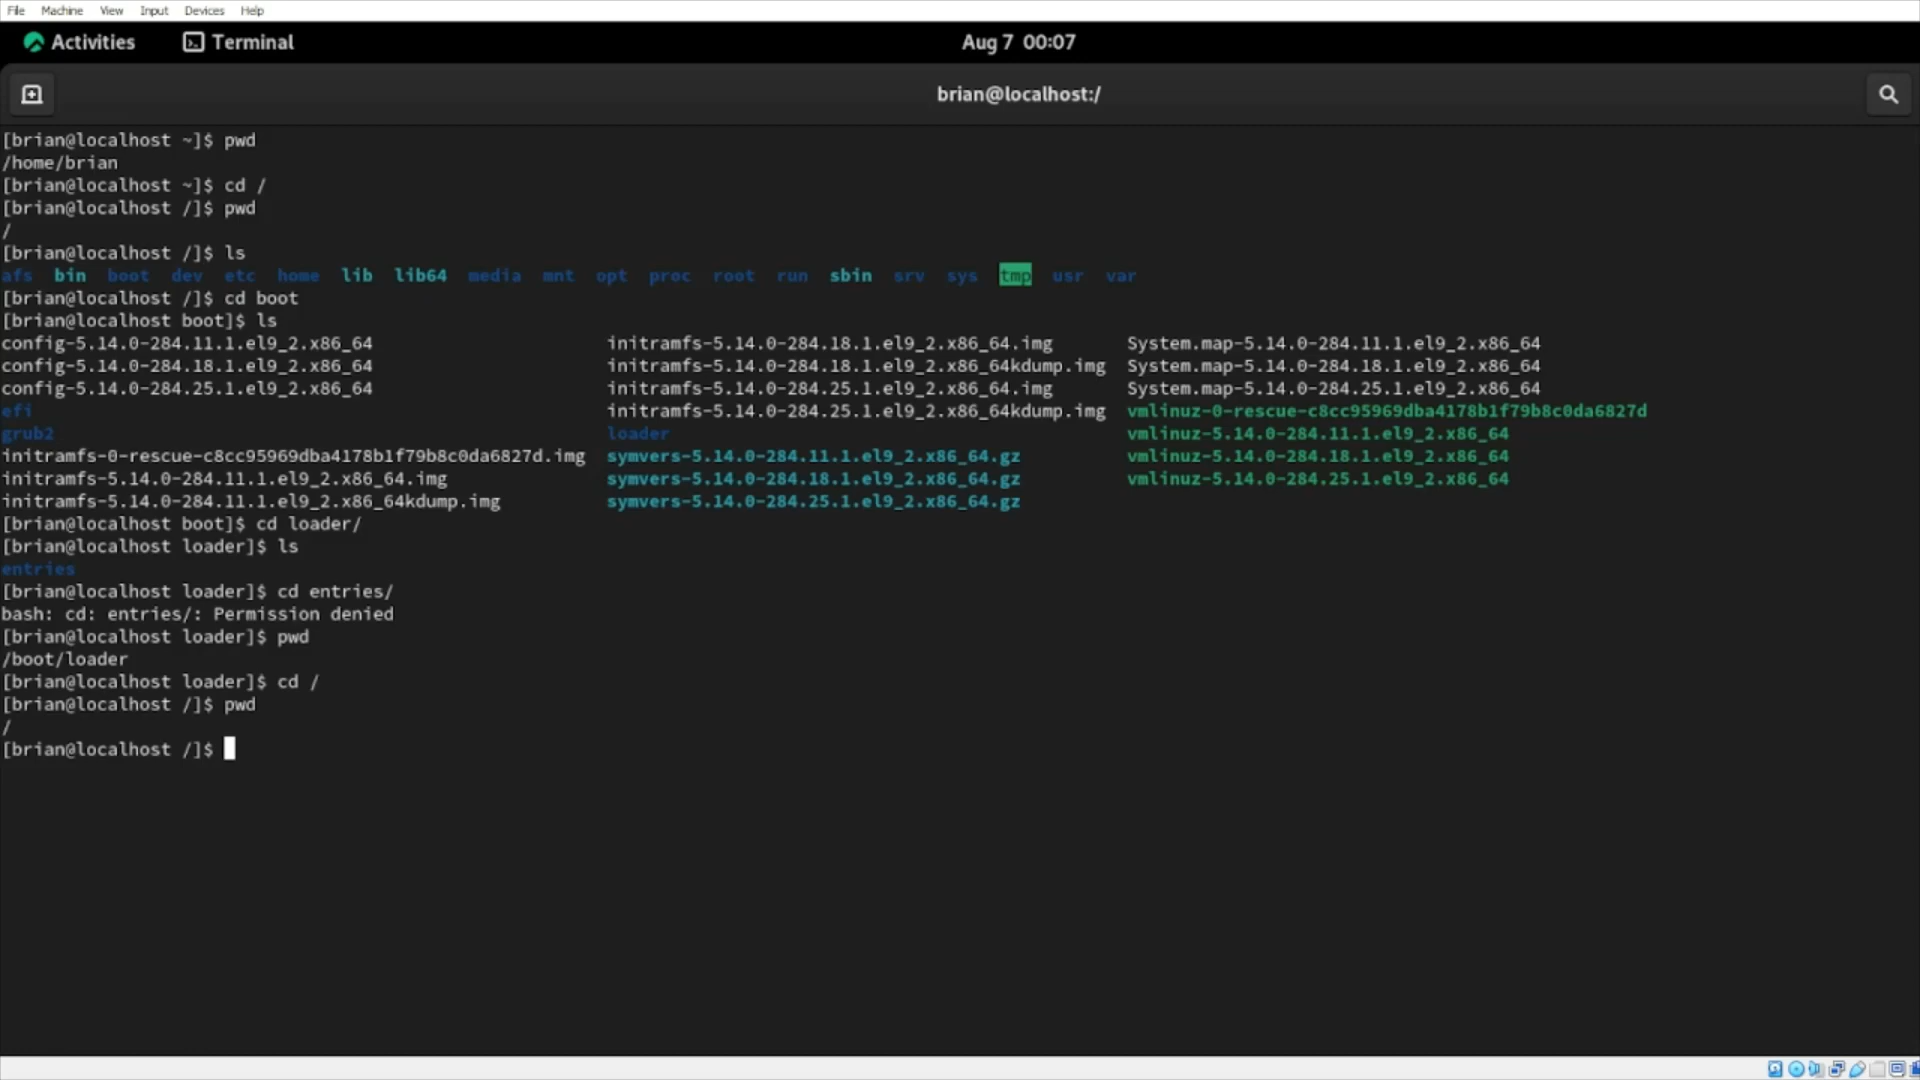 File Machine View Input Devices Help
Activities Terminal Aug 7 00:07
brian@localhost:/
[brian@localhost ~]$ pwd
/home/brian
[brian@localhost ~]$ cd /
[brian@localhost /]$ pwd
/
[brian@localhost /]$ ls
afs bin boot dev etc home lib lib64 media mnt opt proc root run sbin srv sys tmp usr var
[brian@localhost /]$ cd boot
[brian@localhost boot]$ ls
config-5.14.0-284.11.1.el9_2.x86_64 initramfs-5.14.0-284.18.1.el9_2.x86_64.img System.map-5.14.0-284.11.1.el9_2.x86_64
config-5.14.0-284.18.1.el9_2.x86_64 initramfs-5.14.0-284.18.1.el9_2.x86_64kdump.img System.map-5.14.0-284.18.1.el9_2.x86_64
config-5.14.0-284.25.1.el9_2.x86_64 initramfs-5.14.0-284.25.1.el9_2.x86_64.img System.map-5.14.0-284.25.1.el9_2.x86_64
efi initramfs-5.14.0-284.25.1.el9_2.x86_64kdump.img vmlinuz-0-rescue-c8cc95969dba4178b1f79b8c0da6827d
grub2 loader vmlinuz-5.14.0-284.11.1.el9_2.x86_64
initramfs-0-rescue-c8cc95969dba4178b1f79b8c0da6827d.img symvers-5.14.0-284.11.1.el9_2.x86_64.gz vmlinuz-5.14.0-284.18.1.el9_2.x86_64
initramfs-5.14.0-284.11.1.el9_2.x86_64.img symvers-5.14.0-284.18.1.el9_2.x86_64.gz vmlinuz-5.14.0-284.25.1.el9_2.x86_64
initramfs-5.14.0-284.11.1.el9_2.x86_64kdump.img symvers-5.14.0-284.25.1.el9_2.x86_64.gz
[brian@localhost boot]$ cd loader/
[brian@localhost loader]$ ls
entries
[brian@localhost loader]$ cd entries/
bash: cd: entries/: Permission denied
[brian@localhost loader]$ pwd
/boot/loader
[brian@localhost loader]$ cd /
[brian@localhost /]$ pwd
/
[brian@localhost /]$